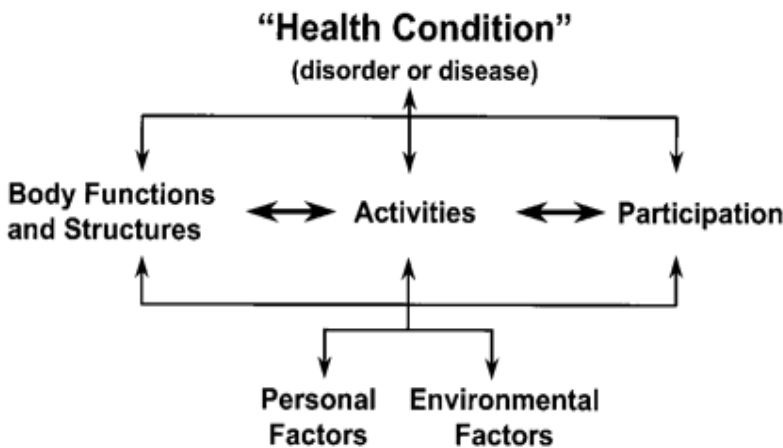 “Health Condition”
(disorder or disease)
Body Functions
and Structures
Activities
Participation
Personal
Factors
Environmental
Factors